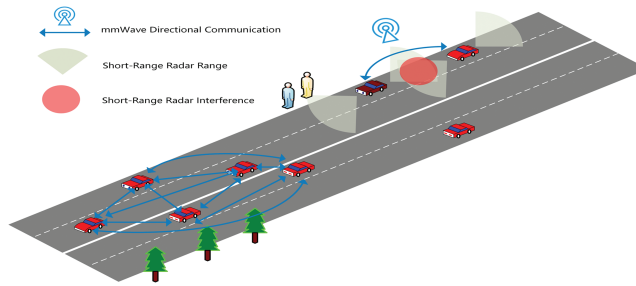 mmWave Directional Communication
Short-Range Radar Range
Short-Range Radar Interference